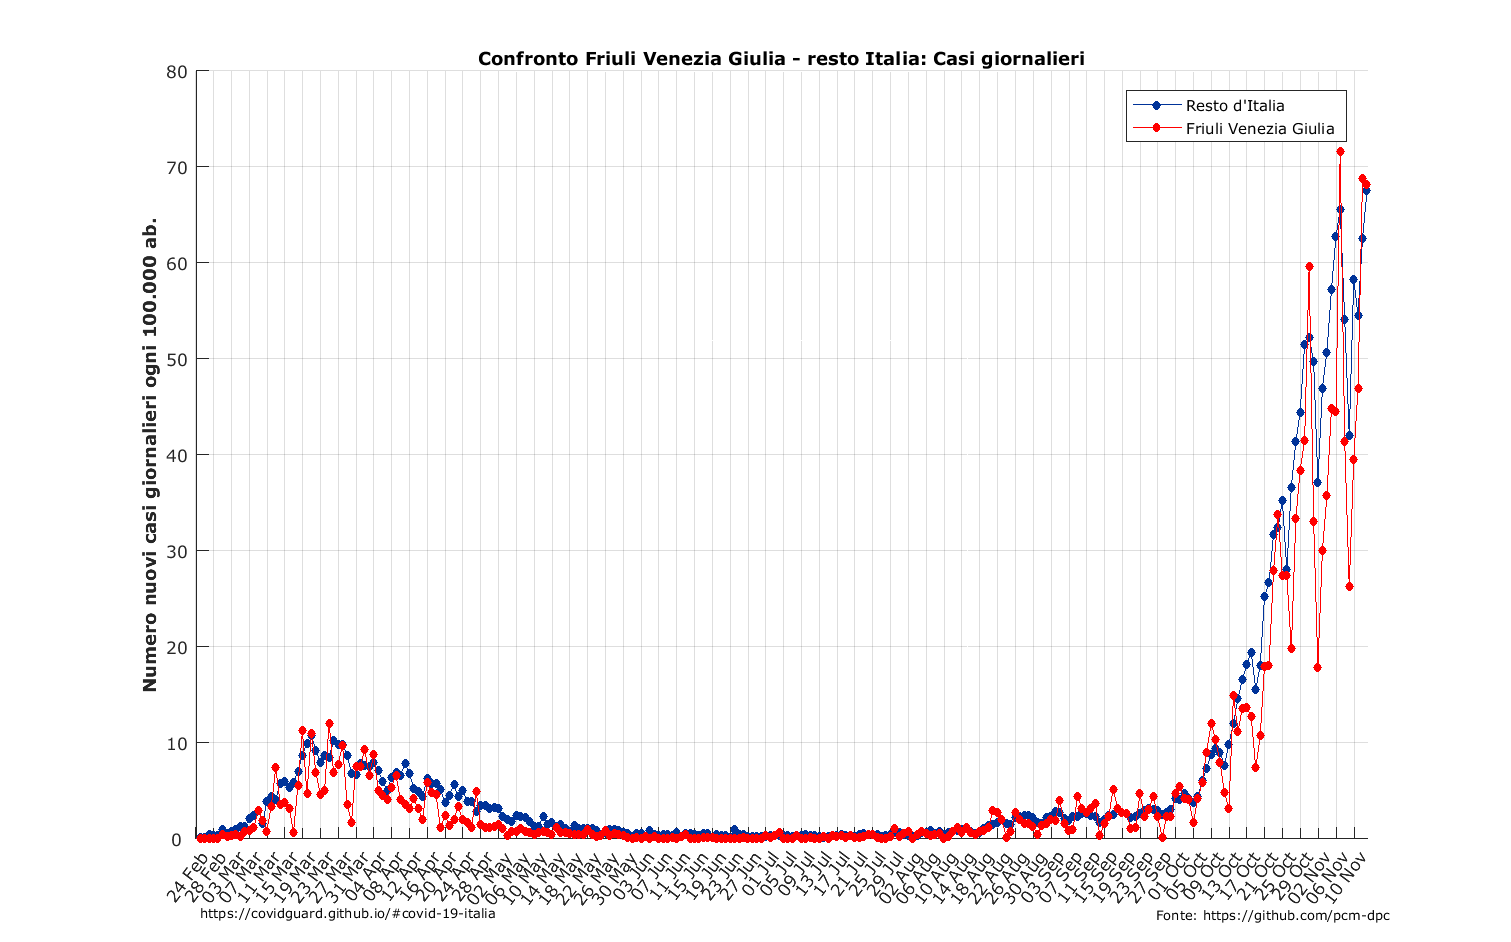 Confronto Friuli Venezia Giulia - resto Italia: Casi giornalieri
Resto d'Italia
Friuli Venezia Giulia
Numero nuovi casi giornalieri ogni 100.000 ab.
80
70
60
50
40
30
20
10
0
24 Feb
28 Feb
03 Mar
07 Mar
11 Mar
15 Mar
19 Mar
23 Mar
27 Mar
31 Mar
04 Apr
08 Apr
12 Apr
16 Apr
20 Apr
24 Apr
28 Apr
02 May
06 May
10 May
14 May
18 May
22 May
26 May
30 May
03 Jun
07 Jun
11 Jun
15 Jun
19 Jun
23 Jun
27 Jun
01 Jul
05 Jul
09 Jul
13 Jul
17 Jul
21 Jul
25 Jul
29 Jul
02 Aug
06 Aug
10 Aug
14 Aug
18 Aug
22 Aug
26 Aug
30 Aug
03 Sep
07 Sep
11 Sep
15 Sep
19 Sep
23 Sep
27 Sep
01 Oct
05 Oct
09 Oct
13 Oct
17 Oct
21 Oct
25 Oct
29 Oct
02 Nov
06 Nov
10 Nov
https://covidguard.github.io/#covid-19-italia
Fonte: https://github.com/pcm-dpc